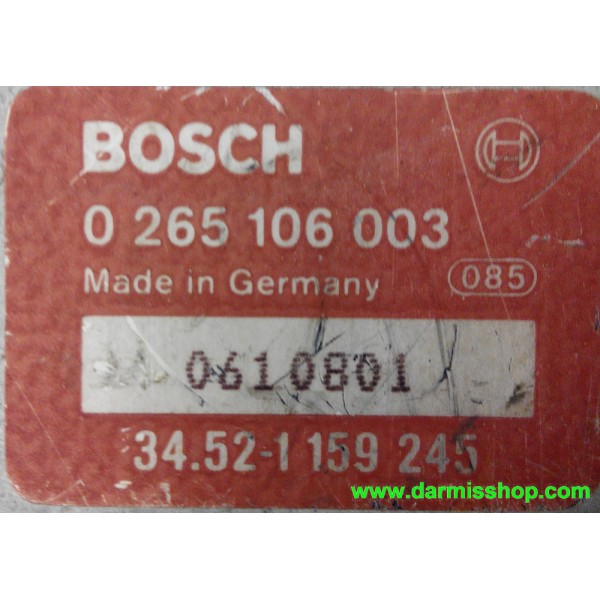 BOSCH
0 265 106 003
Made in Germany 085
0610801
34.52-1 159 245
www.darmisshop.com